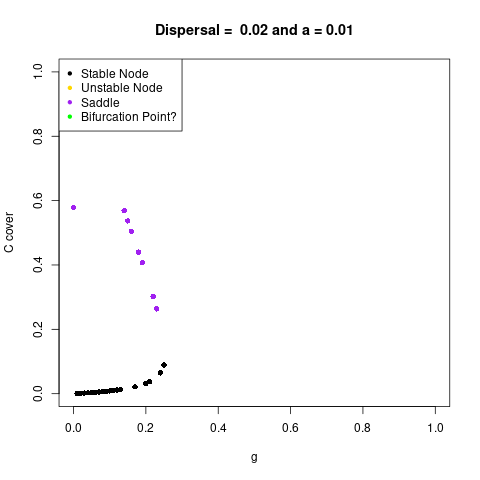 Dispersal =  0.02 and a = 0.01
Stable Node
Unstable Node
Saddle
Bifurcation Point?
C cover
1.0
0.8
0.6
0.4
0.2
0.0
0.0 0.2 0.4 0.6 0.8 1.0
g